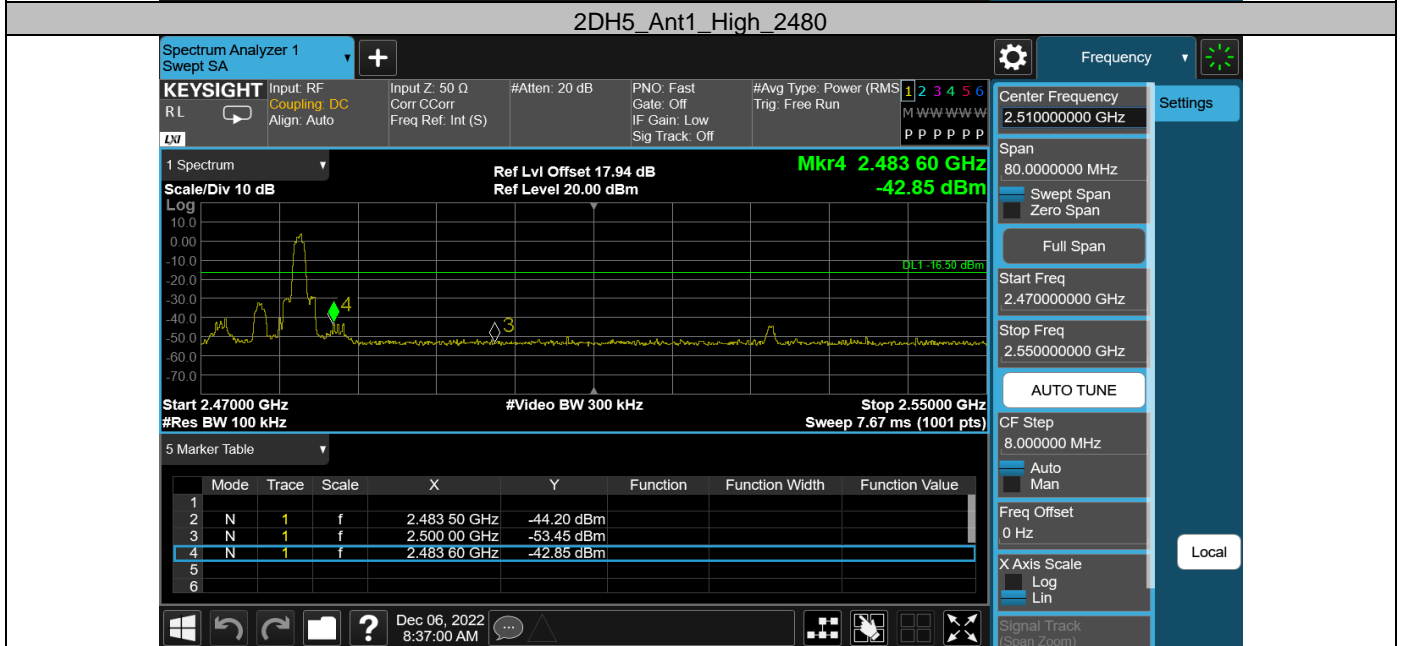 2DH5_Ant1_High_2480
Spectrum Analyzer 1
Swept SA
Frequency
KEYSIGHT
RL
LXI
Input: RF
Coupling: DC
Align: Auto
Input Z: 50 Ω
Corr CCorr
Freq Ref: Int (S)
#Atten: 20 dB
PNO: Fast
Gate: Off
IF Gain: Low
Sig Track: Off
#Avg Type: Power (RMS
Trig: Free Run
1 2 3 4 5 6
M W W W W W
P P P P P P
1 Spectrum
Scale/Div 10 dB
Ref Lvl Offset 17.94 dB
Ref Level 20.00 dBm
Mkr4 2.483 60 GHz
-42.85 dBm
Log
10.0
0.00
-10.0
-20.0
-30.0
-40.0
-50.0
-60.0
-70.0
DL1 -16.50 dBm
4
3
Start 2.47000 GHz
#Video BW 300 kHz
Stop 2.55000 GHz
#Res BW 100 kHz
Sweep 7.67 ms (1001 pts)
5 Marker Table
Mode Trace Scale X Y Function Function Width Function Value
1
2 N 1 f 2.483 50 GHz -44.20 dBm
3 N 1 f 2.500 00 GHz -53.45 dBm
4 N 1 f 2.483 60 GHz -42.85 dBm
5
6
?
Dec 06, 2022
8:37:00 AM
Center Frequency
2.510000000 GHz
Settings
Span
80.0000000 MHz
Swept Span
Zero Span
Full Span
Start Freq
2.470000000 GHz
Stop Freq
2.550000000 GHz
AUTO TUNE
CF Step
8.000000 MHz
Auto
Man
Freq Offset
0 Hz
Local
X Axis Scale
Log
Lin
Signal Track
(Span Zoom)